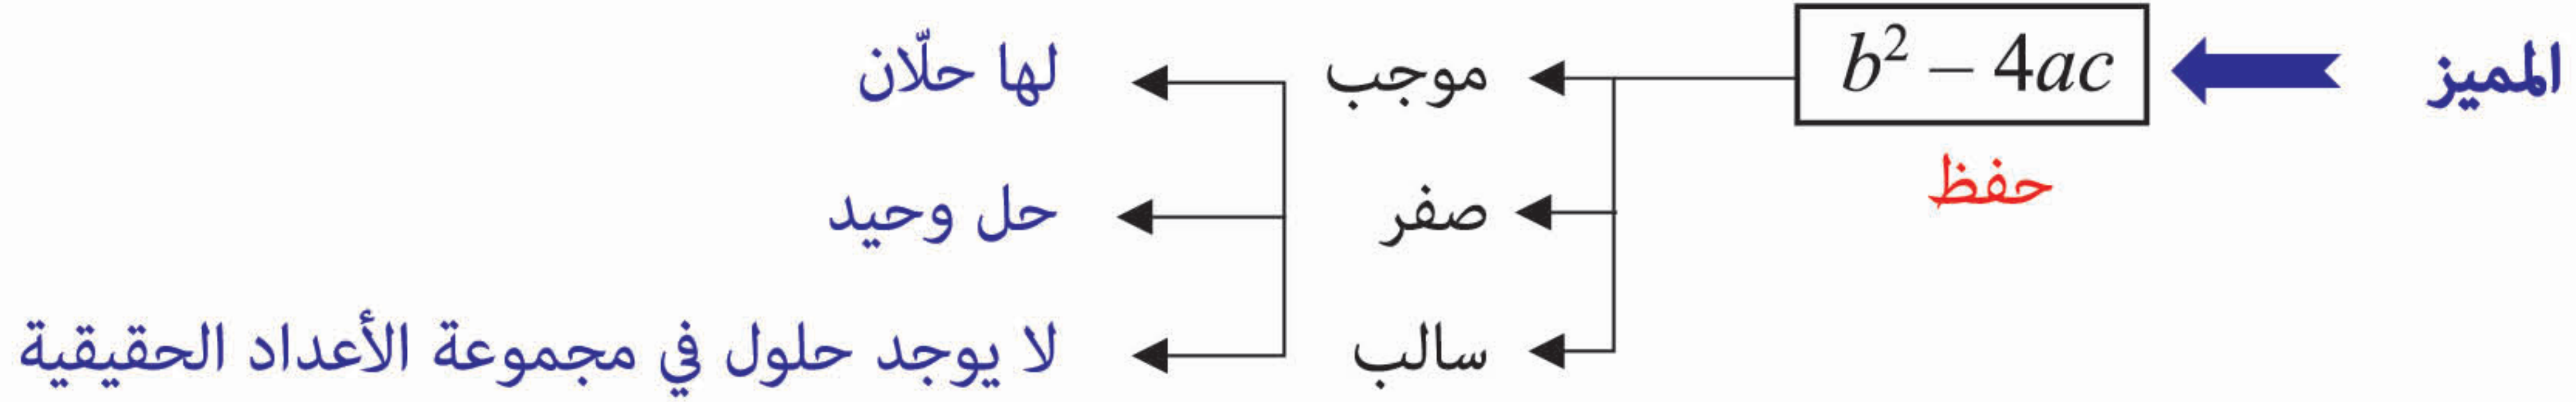 المميز $b^2 - 4ac$ موجب لها حلّان
حفظ
صفر حل وحيد
سالب لا يوجد حلول في مجموعة الأعداد الحقيقية